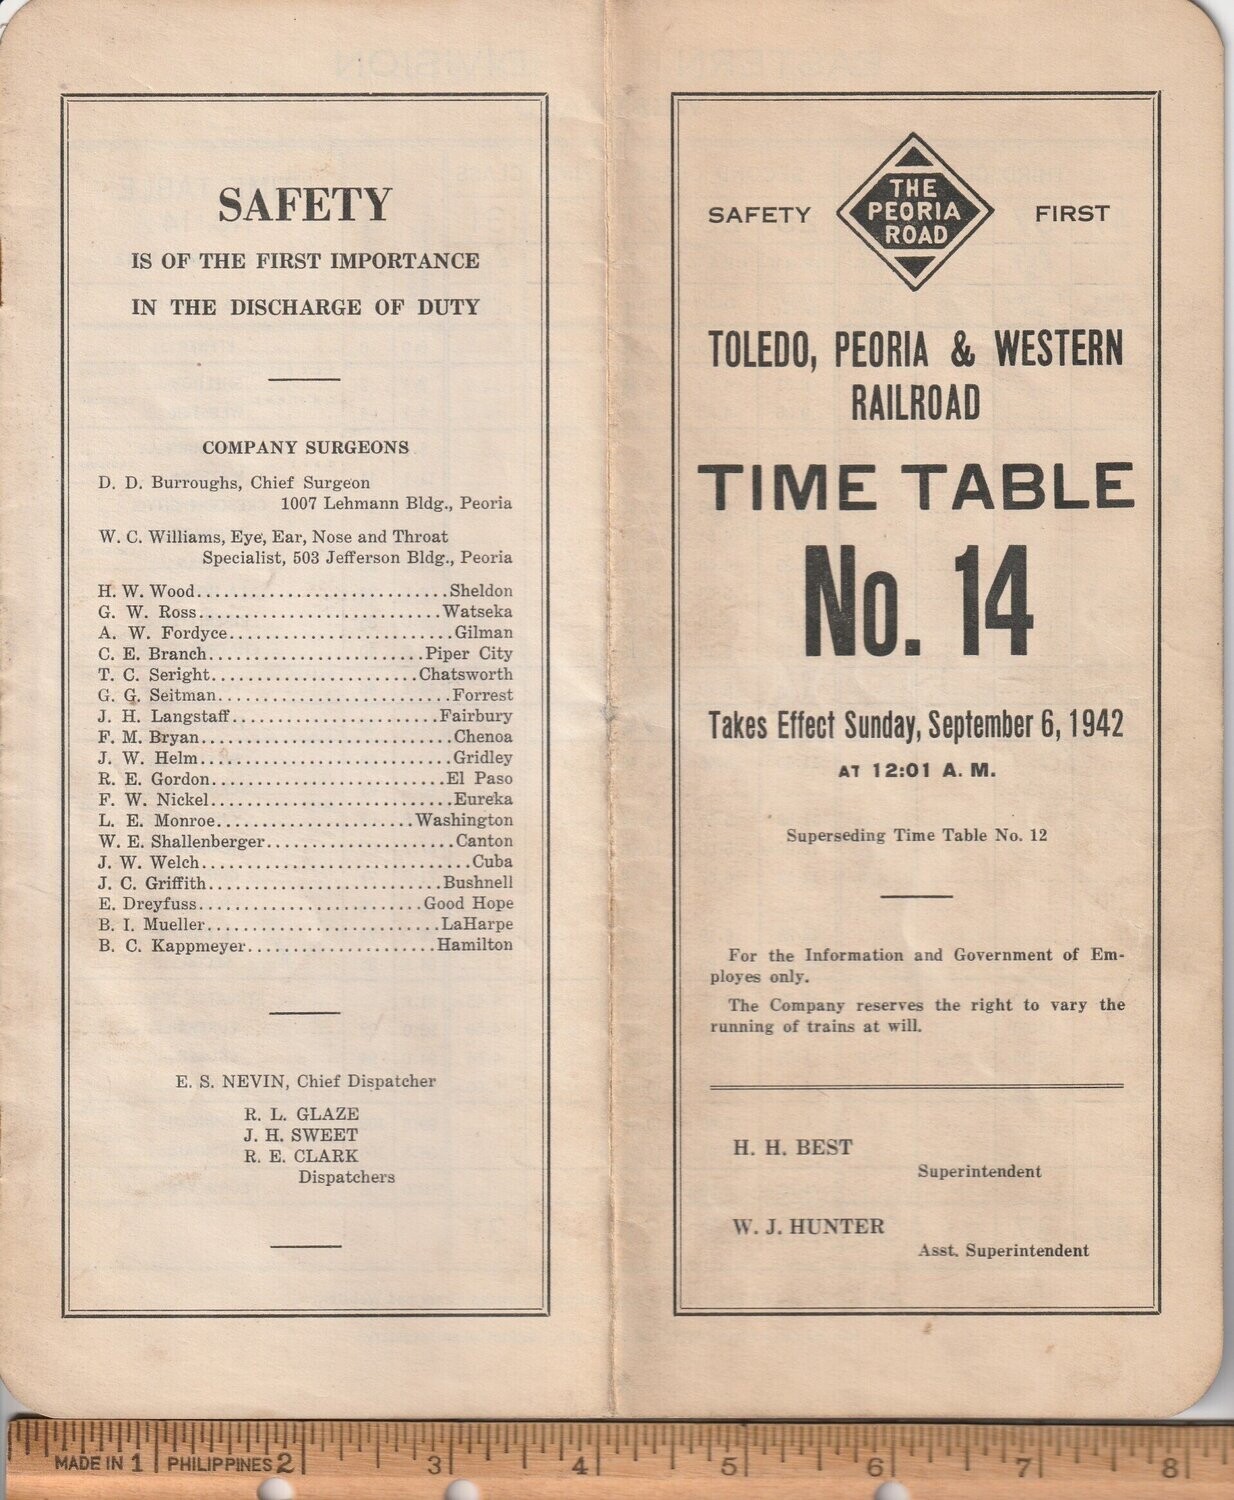 SAFETY
IS OF THE FIRST IMPORTANCE
IN THE DISCHARGE OF DUTY
COMPANY SURGEONS
D. D. Burroughs, Chief Surgeon
1007 Lehmann Bldg., Peoria
W. C. Williams, Eye, Ear, Nose and Throat
Specialist, 503 Jefferson Bldg., Peoria
H. W. Wood...........................Sheldon
G. W. Ross..........................Watseka
A. W. Fordyce........................Gilman
C. E. Branch.......................Piper City
T. C. Seright......................Chatsworth
G. G. Seitman.........................Forrest
J. H. Langstaff......................Fairbury
F. M. Bryan...........................Chenoa
J. W. Helm...........................Gridley
R. E. Gordon.........................El Paso
F. W. Nickel..........................Eureka
L. E. Monroe.....................Washington
W. E. Shallenberger....................Canton
J. W. Welch.............................Cuba
J. C. Griffith.........................Bushnell
E. Dreyfuss........................Good Hope
B. I. Mueller.........................LaHarpe
B. C. Kappmeyer....................Hamilton
E. S. NEVIN, Chief Dispatcher
R. L. GLAZE
J. H. SWEET
R. E. CLARK
Dispatchers
SAFETY THE PEORIA ROAD FIRST
TOLEDO, PEORIA & WESTERN
RAILROAD
TIME TABLE
No. 14
Takes Effect Sunday, September 6, 1942
AT 12:01 A. M.
Superseding Time Table No. 12
For the Information and Government of Em-
ployes only.
The Company reserves the right to vary the
running of trains at will.
H. H. BEST
Superintendent
W. J. HUNTER
Asst. Superintendent
MADE IN 1 PHILIPPINES 2 3 4 5 6 7 8